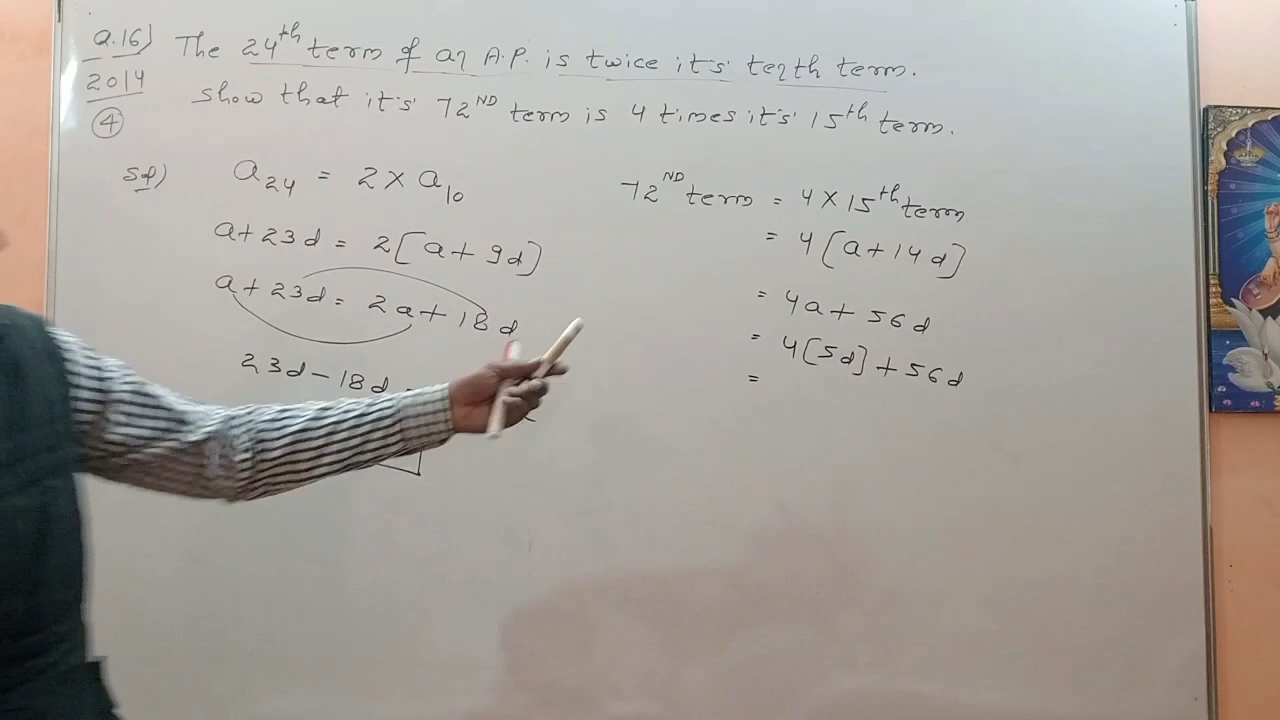 Q.16) The 24th term of an A.P. is twice it's tenth term.
2014
4
show that it's 72ND term is 4 times it's 15th term.
Sol) a24 = 2 × a10
a + 23d = 2[a + 9d]
a + 23d = 2a + 18d
23d - 18d
72ND term = 4 × 15th term
= 4[a + 14d]
= 4a + 56d
= 4[5d] + 56d
=